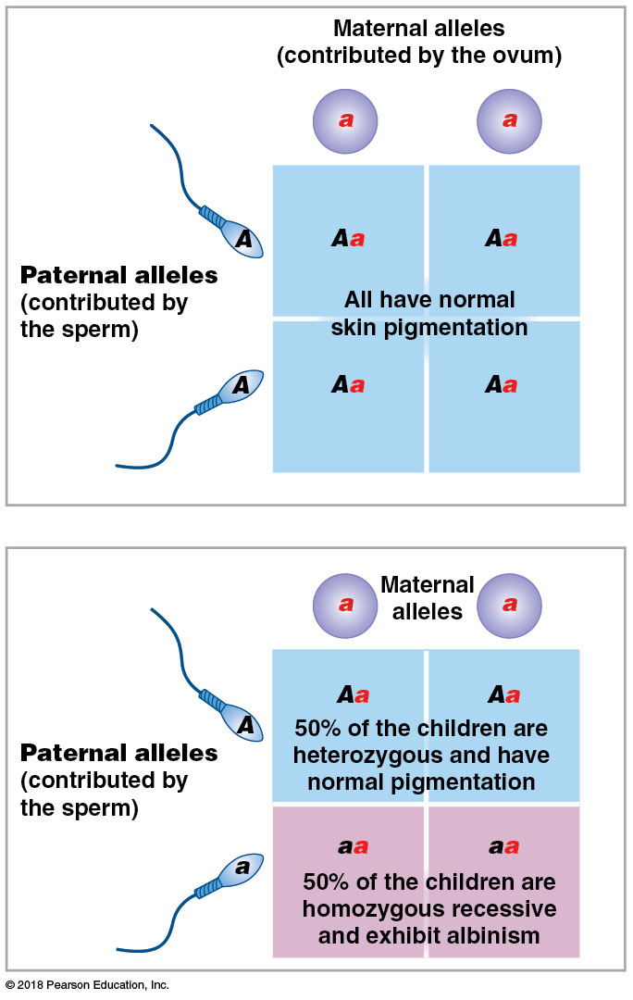 Maternal alleles
(contributed by the ovum)
a a
A
Aa Aa
Paternal alleles
(contributed by
the sperm)
All have normal
skin pigmentation
A
Aa Aa
Maternal
alleles
a a
Aa Aa
A
50% of the children are
heterozygous and have
normal pigmentation
Paternal alleles
(contributed by
the sperm)
aa aa
a
50% of the children are
homozygous recessive
and exhibit albinism
© 2018 Pearson Education, Inc.